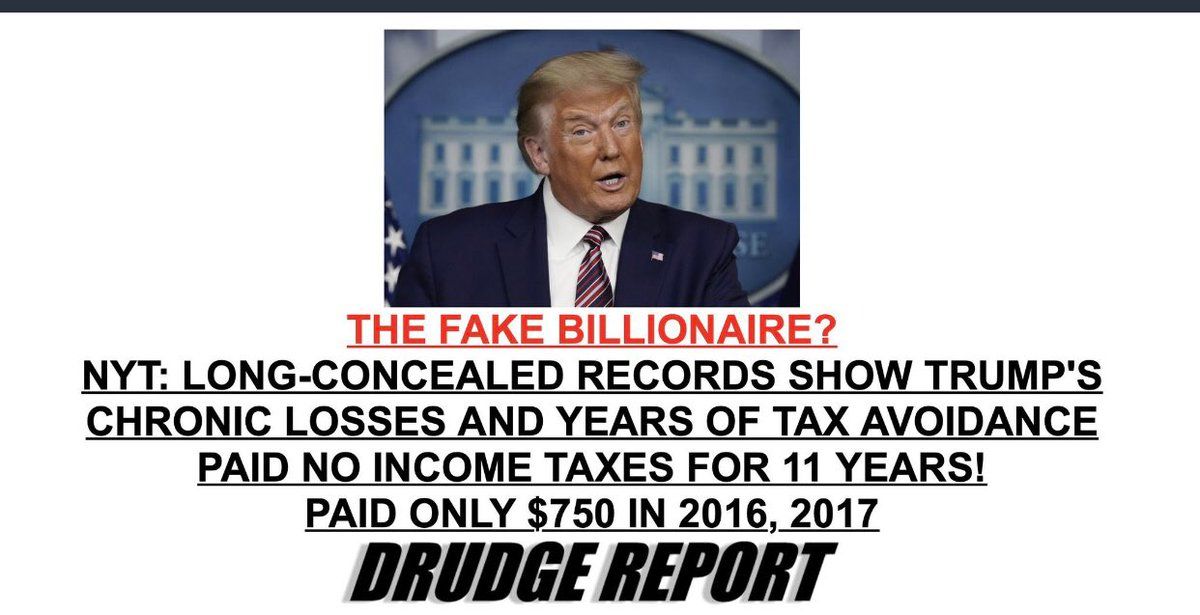 SE
THE FAKE BILLIONAIRE?
NYT: LONG-CONCEALED RECORDS SHOW TRUMP'S
CHRONIC LOSSES AND YEARS OF TAX AVOIDANCE
PAID NO INCOME TAXES FOR 11 YEARS!
PAID ONLY $750 IN 2016, 2017
DRUDGE REPORT